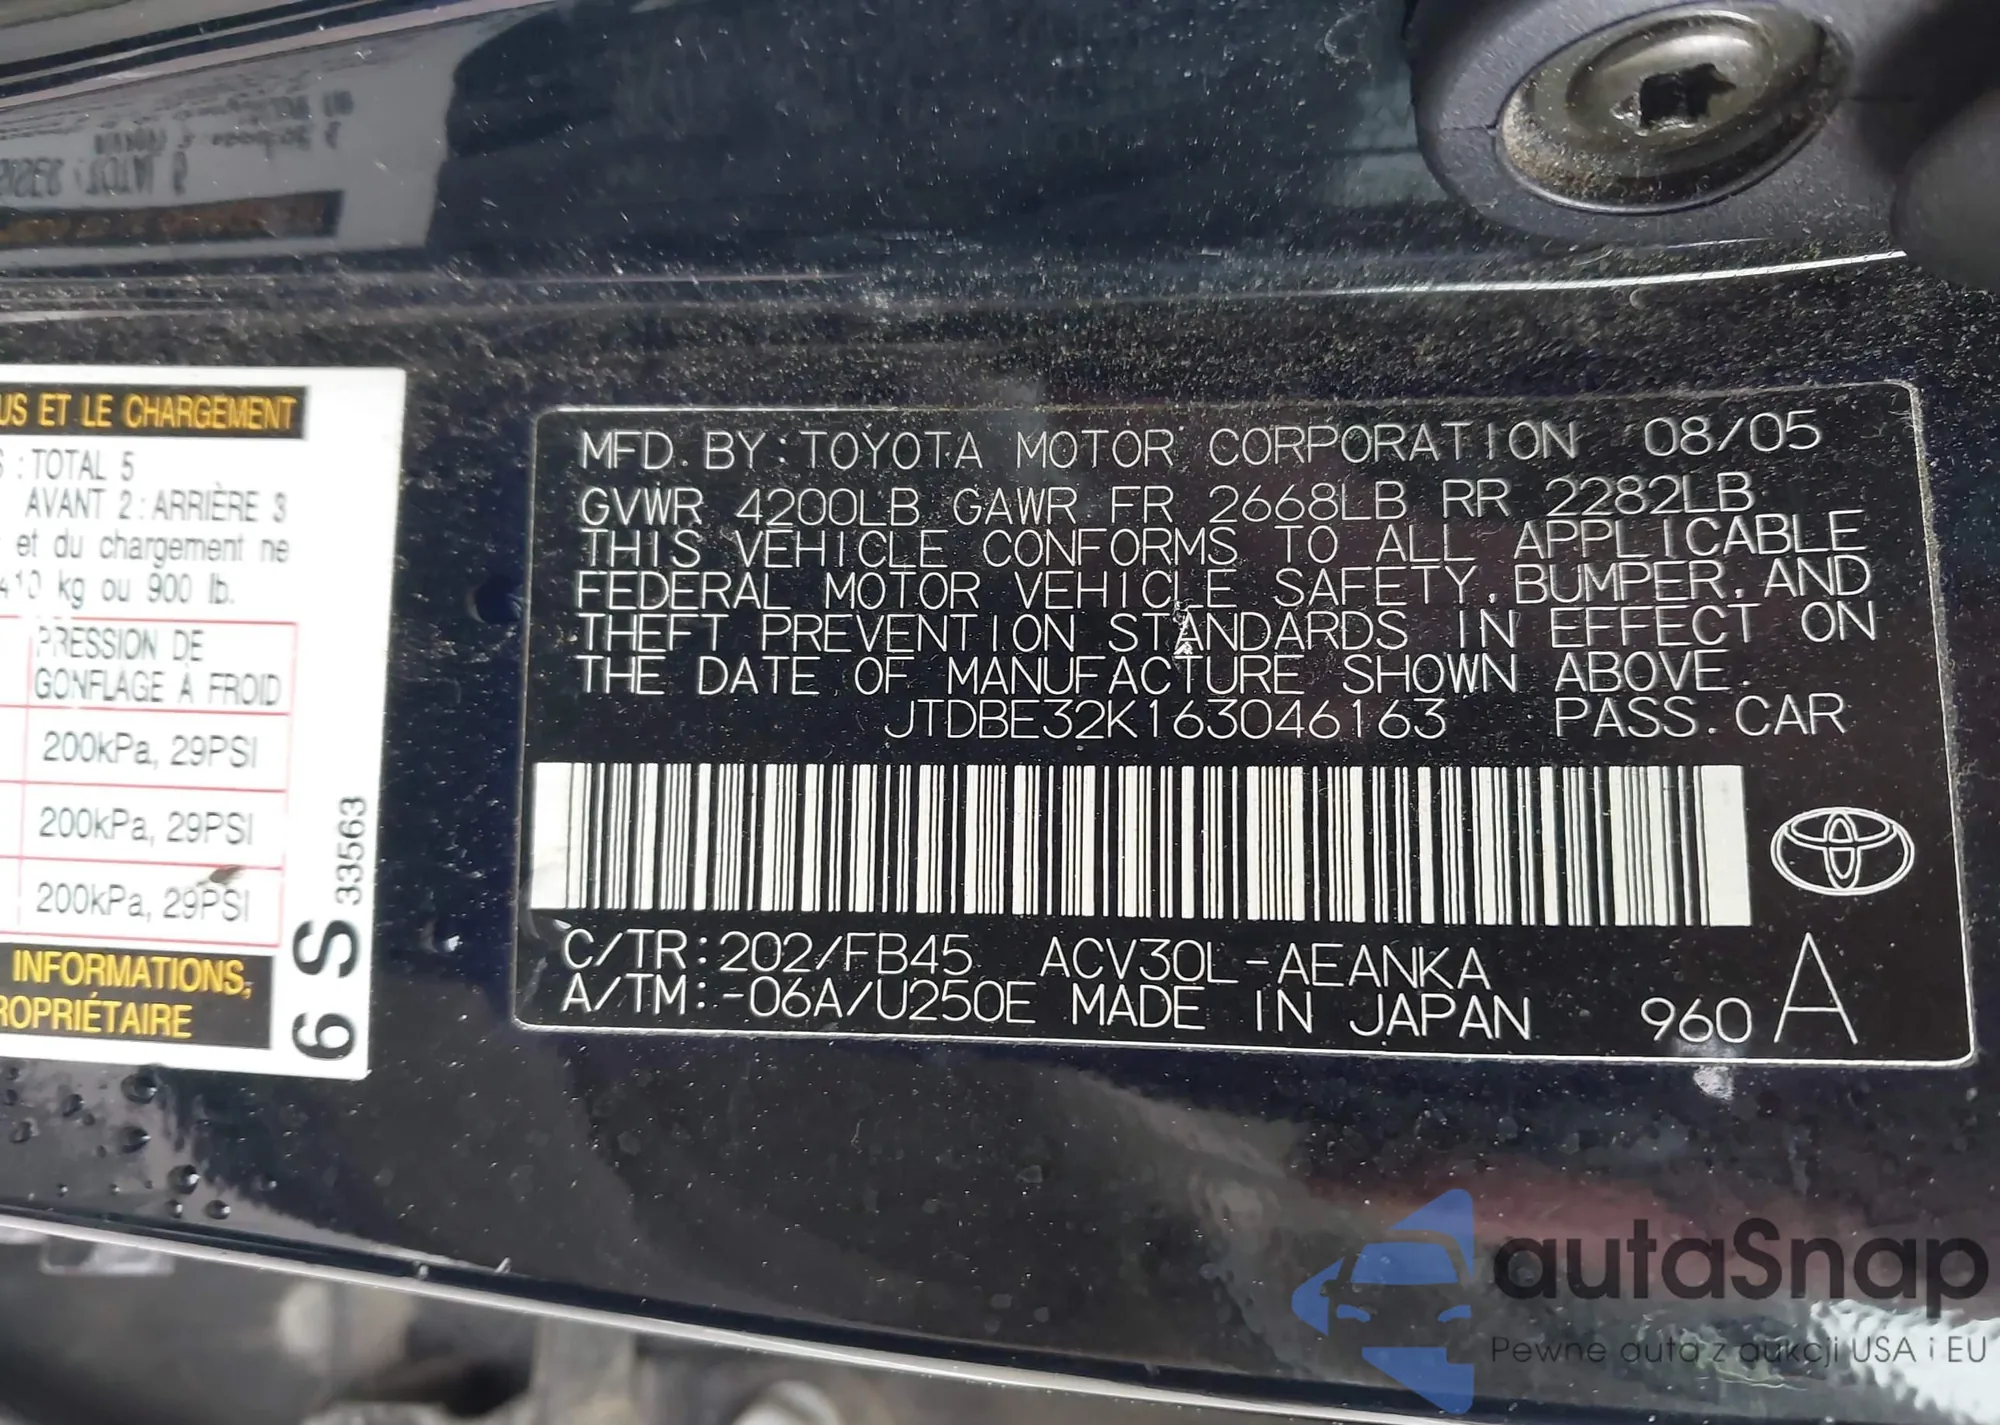 US ET LE CHARGEMENT
: TOTAL 5
AVANT 2 : ARRIÈRE 3
et du chargement ne
410 kg ou 900 lb.
PRESSION DE
GONFLAGE À FROID
200kPa, 29PSI
200kPa, 29PSI
200kPa, 29PSI
INFORMATIONS,
ROPRIÉTAIRE
6 S 33563
MFD. BY : TOYOTA MOTOR CORPORATION 08/05
GVWR 4200LB GAWR FR 2668LB RR 2282LB
THIS VEHICLE CONFORMS TO ALL APPLICABLE
FEDERAL MOTOR VEHICLE SAFETY, BUMPER, AND
THEFT PREVENTION STANDARDS IN EFFECT ON
THE DATE OF MANUFACTURE SHOWN ABOVE.
JTDBE32K163046163 PASS. CAR
C/TR:202/FB45 ACV30L-AEANKA
A/TM:-06A/U250E MADE IN JAPAN 960 A
autaSnap
Pewne auta z aukcji USA i EU